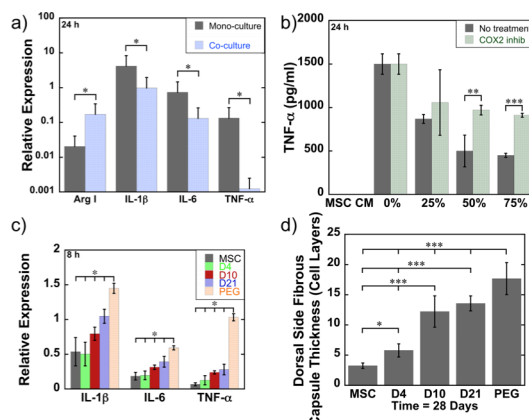 a)
24 h
Mono-culture
Co-culture
Relative Expression
10
1
0.1
0.01
0.001
*
*
*
*
Arg I
IL-1β
IL-6
TNF-α
b)
24 h
No treatment
COX2 inhib
TNF-α (pg/ml)
2000
1500
1000
500
0
**
***
MSC CM
0%
25%
50%
75%
c)
8 h
MSC
D4
D10
D21
PEG
Relative Expression
2
1.5
1
0.5
0
*
*
*
IL-1β
IL-6
TNF-α
d)
Dorsal Side Fibrous
Capsule Thickness (Cell Layers)
20
15
10
5
0
***
***
***
*
MSC
D4
D10
D21
PEG
Time = 28 Days